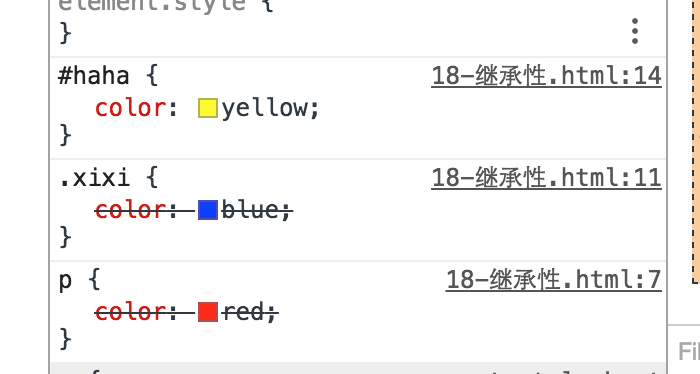 element.style {
}
#haha {
18-继承性.html:14
color: yellow;
}
.xixi {
18-继承性.html:11
color: blue;
}
p {
18-继承性.html:7
color: red;
}
Fil